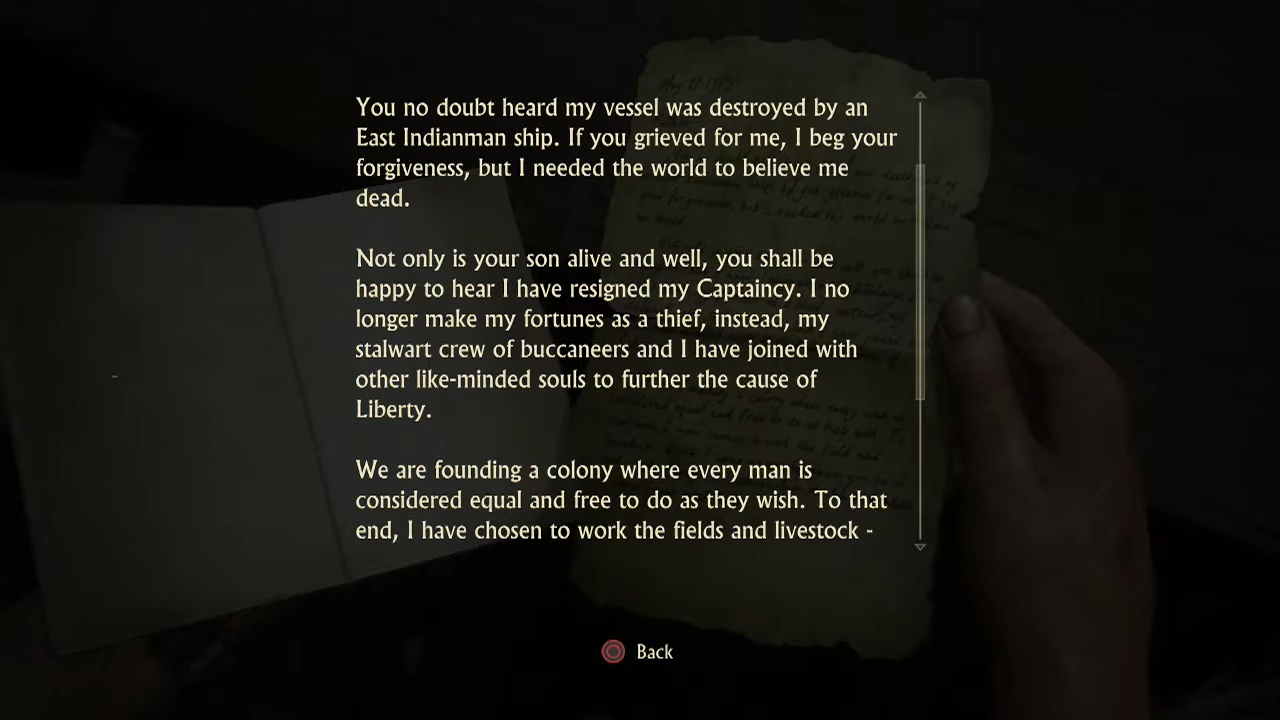 You no doubt heard my vessel was destroyed by an
East Indianman ship. If you grieved for me, I beg your
forgiveness, but I needed the world to believe me
dead.
Not only is your son alive and well, you shall be
happy to hear I have resigned my Captaincy. I no
longer make my fortunes as a thief, instead, my
stalwart crew of buccaneers and I have joined with
other like-minded souls to further the cause of
Liberty.
We are founding a colony where every man is
considered equal and free to do as they wish. To that
end, I have chosen to work the fields and livestock -
Back